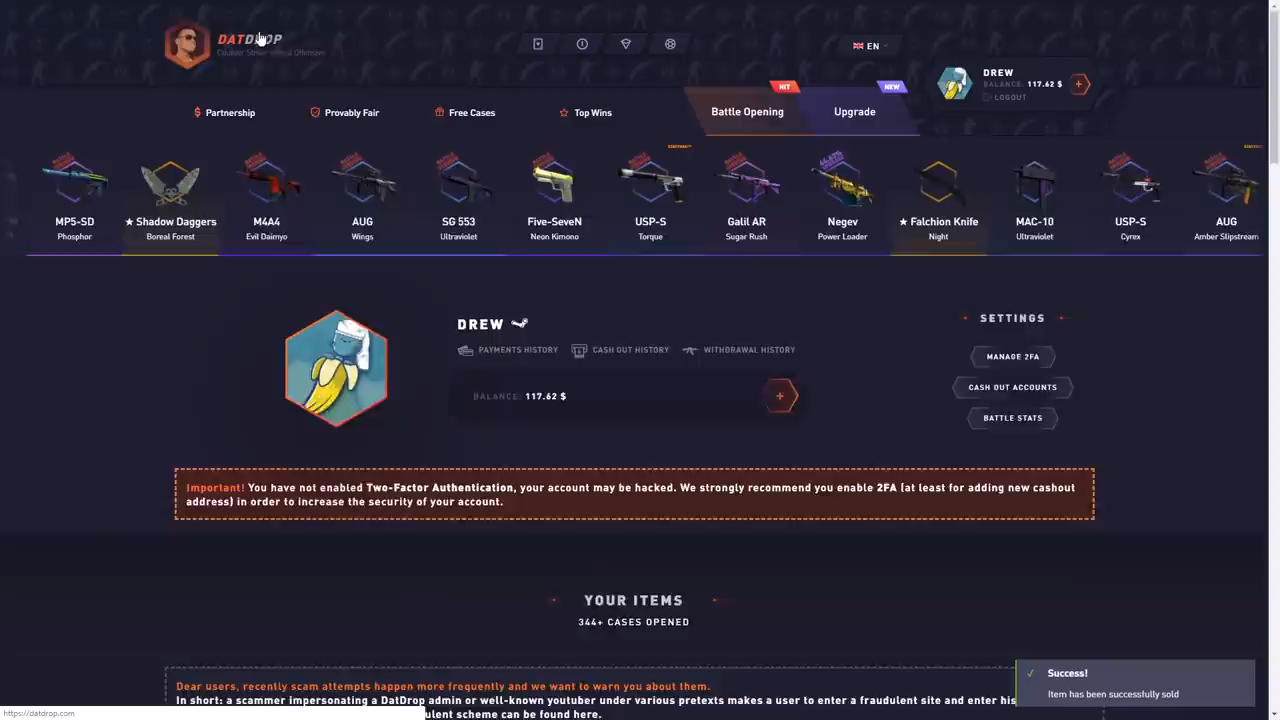 DATDROP
Counter Strike: Global Offensive
EN
DREW
BALANCE: 117.62 $
LOGOUT
Partnership
Provably Fair
Free Cases
Top Wins
HIT
Battle Opening
NEW
Upgrade
MP5-SD
Phosphor
★ Shadow Daggers
Boreal Forest
M4A4
Evil Daimyo
AUG
Wings
SG 553
Ultraviolet
Five-SeveN
Neon Kimono
USP-S
Torque
Galil AR
Sugar Rush
Negev
Power Loader
★ Falchion Knife
Night
MAC-10
Ultraviolet
USP-S
Cyrex
AUG
Amber Slipstream
DREW
PAYMENTS HISTORY
CASH OUT HISTORY
WITHDRAWAL HISTORY
BALANCE: 117.62 $
SETTINGS
MANAGE 2FA
CASH OUT ACCOUNTS
BATTLE STATS
Important! You have not enabled Two-Factor Authentication, your account may be hacked. We strongly recommend you enable 2FA (at least for adding new cashout
address) in order to increase the security of your account.
YOUR ITEMS
344+ CASES OPENED
Dear users, recently scam attempts happen more frequently and we want to warn you about them.
In short: a scammer impersonating a DatDrop admin or well-known youtuber under various pretexts makes a user to enter a fraudulent site and enter his
ulent scheme can be found here.
✓ Success!
Item has been successfully sold
https://datdrop.com